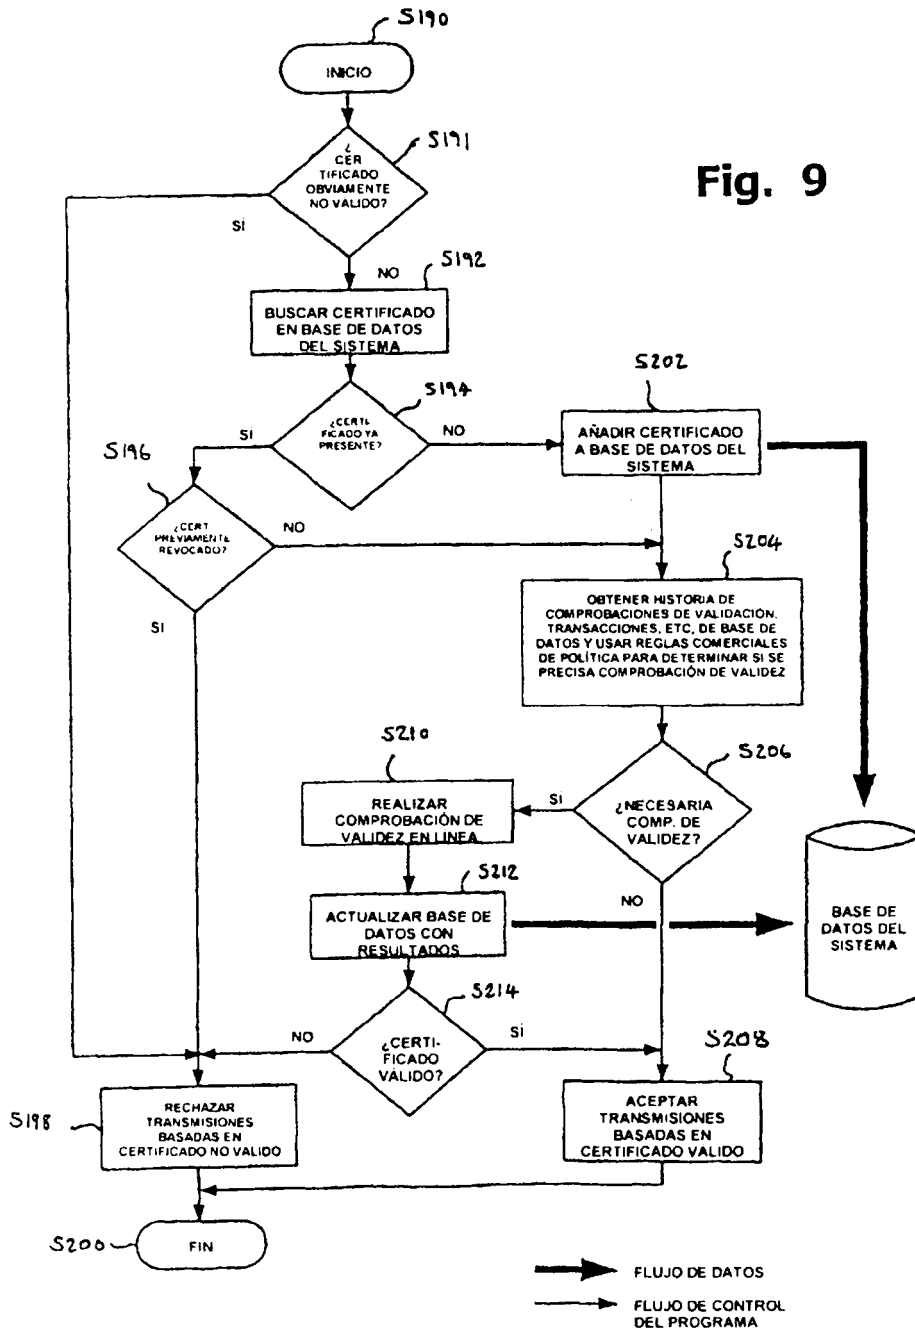 S190
INICIO
S191
¿
CER
TIFICADO
OBVIAMENTE
NO VALIDO?
Fig. 9
SÍ
NO
S192
BUSCAR CERTIFICADO
EN BASE DE DATOS
DEL SISTEMA
S194
¿CERTI-
FICADO YA
PRESENTE?
SÍ
NO
S202
AÑADIR CERTIFICADO
A BASE DE DATOS DEL
SISTEMA
S196
¿CERT
PREVIAMENTE
REVOCADO?
NO
SI
S204
OBTENER HISTORIA DE
COMPROBACIONES DE VALIDACIÓN,
TRANSACCIONES, ETC, DE BASE DE
DATOS Y USAR REGLAS COMERCIALES
DE POLÍTICA PARA DETERMINAR SI SE
PRECISA COMPROBACIÓN DE VALIDEZ
S206
¿NECESARIA
COMP. DE
VALIDEZ?
SI
NO
S210
REALIZAR
COMPROBACIÓN DE
VALIDEZ EN LINEA
S212
ACTUALIZAR BASE DE
DATOS CON
RESULTADOS
BASE DE
DATOS DEL
SISTEMA
S214
¿CERTI-
FICADO
VÁLIDO?
NO
SÍ
S198
RECHAZAR
TRANSMISIONES
BASADAS EN
CERTIFICADO NO VALIDO
S208
ACEPTAR
TRANSMISIONES
BASADAS EN
CERTIFICADO VALIDO
S200
FIN
FLUJO DE DATOS
FLUJO DE CONTROL
DEL PROGRAMA